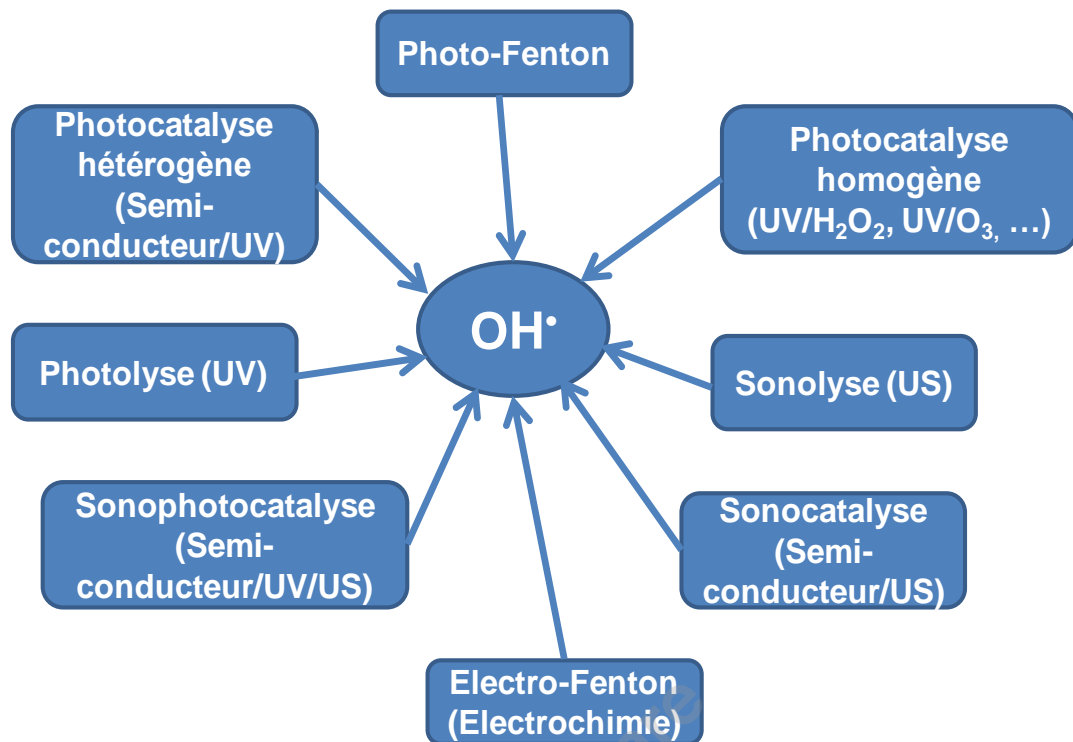 Photo-Fenton
Photocatalyse
hétérogène
(Semi-
conducteur/UV)
Photocatalyse
homogène
(UV/H₂O₂, UV/O₃, …)
OH•
Photolyse (UV)
Sonolyse (US)
Sonophotocatalyse
(Semi-
conducteur/UV/US)
Sonocatalyse
(Semi-
conducteur/US)
Electro-Fenton
(Electrochimie)